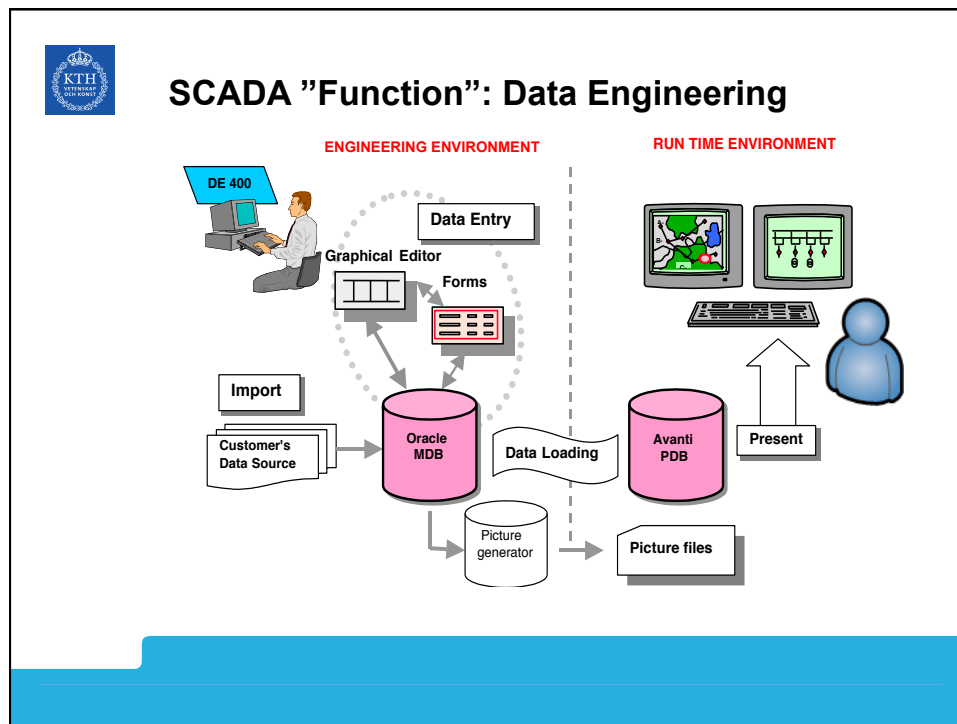 KTH
VETENSKAP
OCH KONST
SCADA ”Function”: Data Engineering
ENGINEERING ENVIRONMENT
RUN TIME ENVIRONMENT
DE 400
Data Entry
Graphical Editor
Forms
Import
Customer's
Data Source
Oracle
MDB
Data Loading
Avanti
PDB
Present
Picture
generator
Picture files